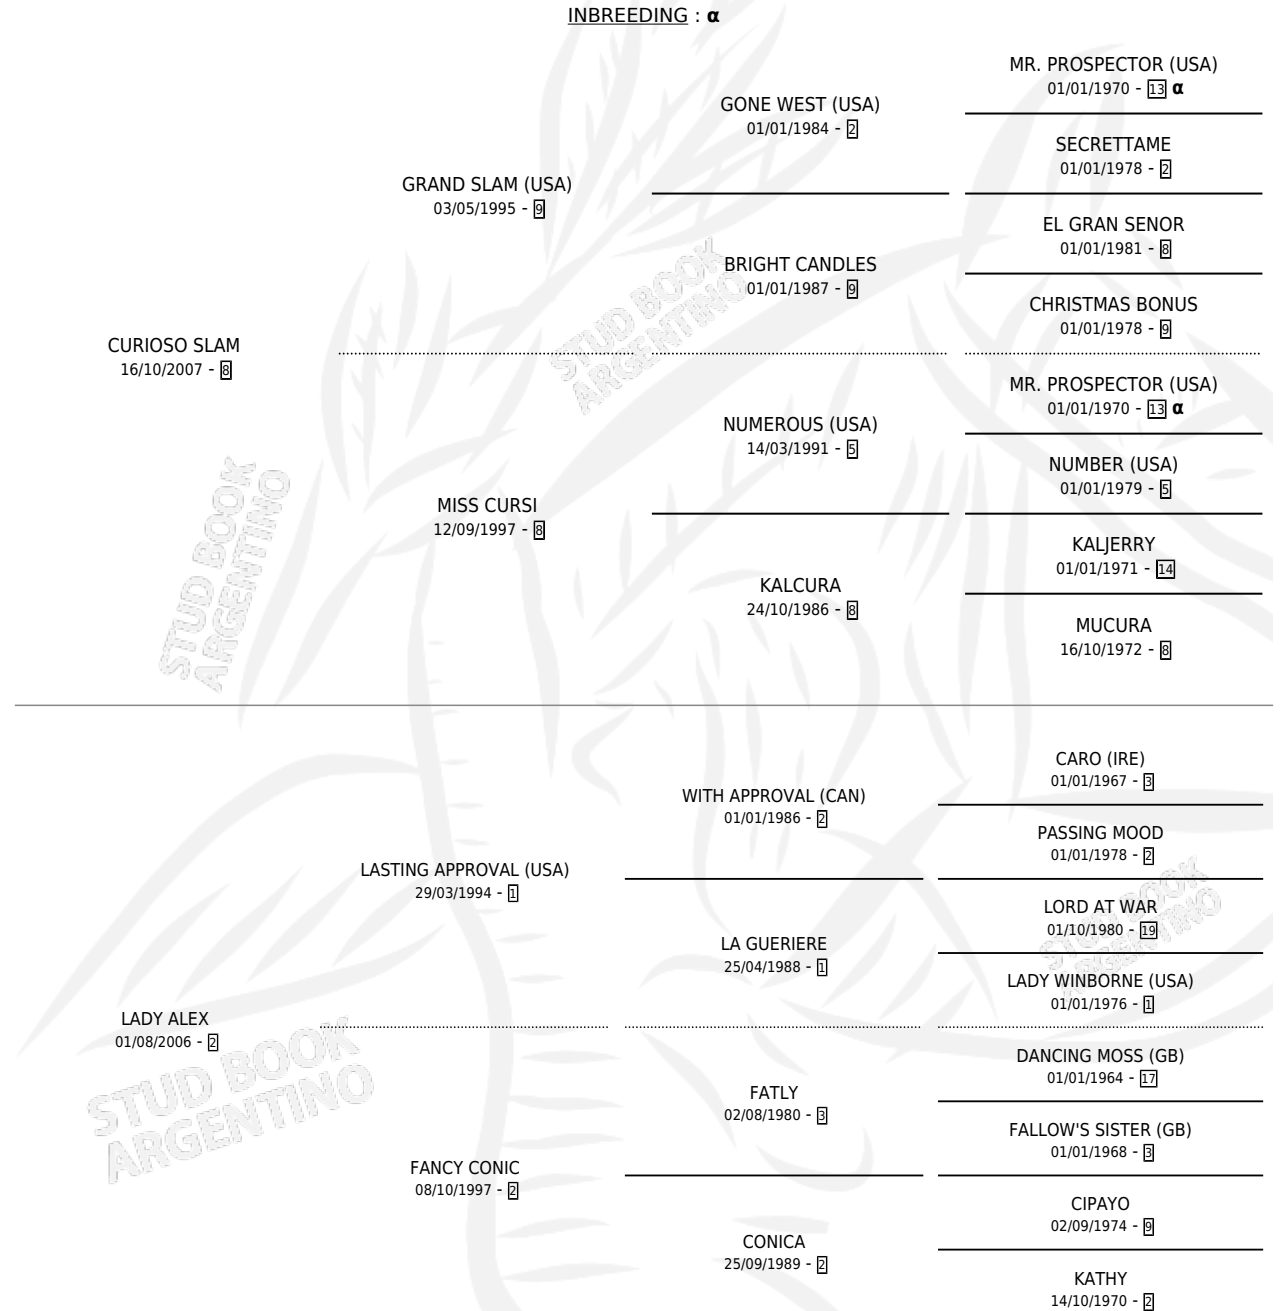 INBREEDING : α
MR. PROSPECTOR (USA)
01/01/1970 - 13 α
GONE WEST (USA)
01/01/1984 - 2
SECRETTAME
01/01/1978 - 2
GRAND SLAM (USA)
03/05/1995 - 9
EL GRAN SENOR
01/01/1981 - 8
BRIGHT CANDLES
01/01/1987 - 9
CHRISTMAS BONUS
01/01/1978 - 9
CURIOSO SLAM
16/10/2007 - 8
MR. PROSPECTOR (USA)
01/01/1970 - 13 α
NUMEROUS (USA)
14/03/1991 - 5
NUMBER (USA)
01/01/1979 - 5
MISS CURSI
12/09/1997 - 8
KALJERRY
01/01/1971 - 14
KALCURA
24/10/1986 - 8
MUCURA
16/10/1972 - 8
CARO (IRE)
01/01/1967 - 3
WITH APPROVAL (CAN)
01/01/1986 - 2
PASSING MOOD
01/01/1978 - 2
LASTING APPROVAL (USA)
29/03/1994 - 1
LORD AT WAR
01/10/1980 - 19
LA GUERIERE
25/04/1988 - 1
LADY WINBORNE (USA)
01/01/1976 - 1
LADY ALEX
01/08/2006 - 2
DANCING MOSS (GB)
01/01/1964 - 17
FATLY
02/08/1980 - 3
FALLOW'S SISTER (GB)
01/01/1968 - 3
FANCY CONIC
08/10/1997 - 2
CIPAYO
02/09/1974 - 9
CONICA
25/09/1989 - 2
KATHY
14/10/1970 - 2
STUD BOOK
ARGENTINO
STUD BOOK
ARGENTINO
STUD BOOK
ARGENTINO
STUD BOOK
ARGENTINO